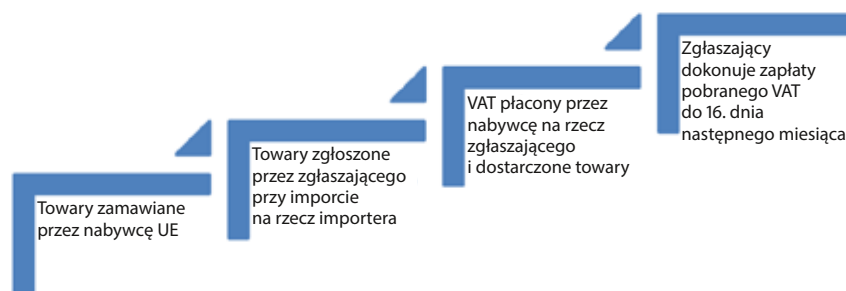 Towary zamawiane
przez nabywcę UE
Towary zgłoszone
przez zgłaszającego
przy imporcie
na rzecz importera
VAT płacony przez
nabywcę na rzecz
zgłaszającego
i dostarczone towary
Zgłaszający
dokonuje zapłaty
pobranego VAT
do 16. dnia
następnego miesiąca